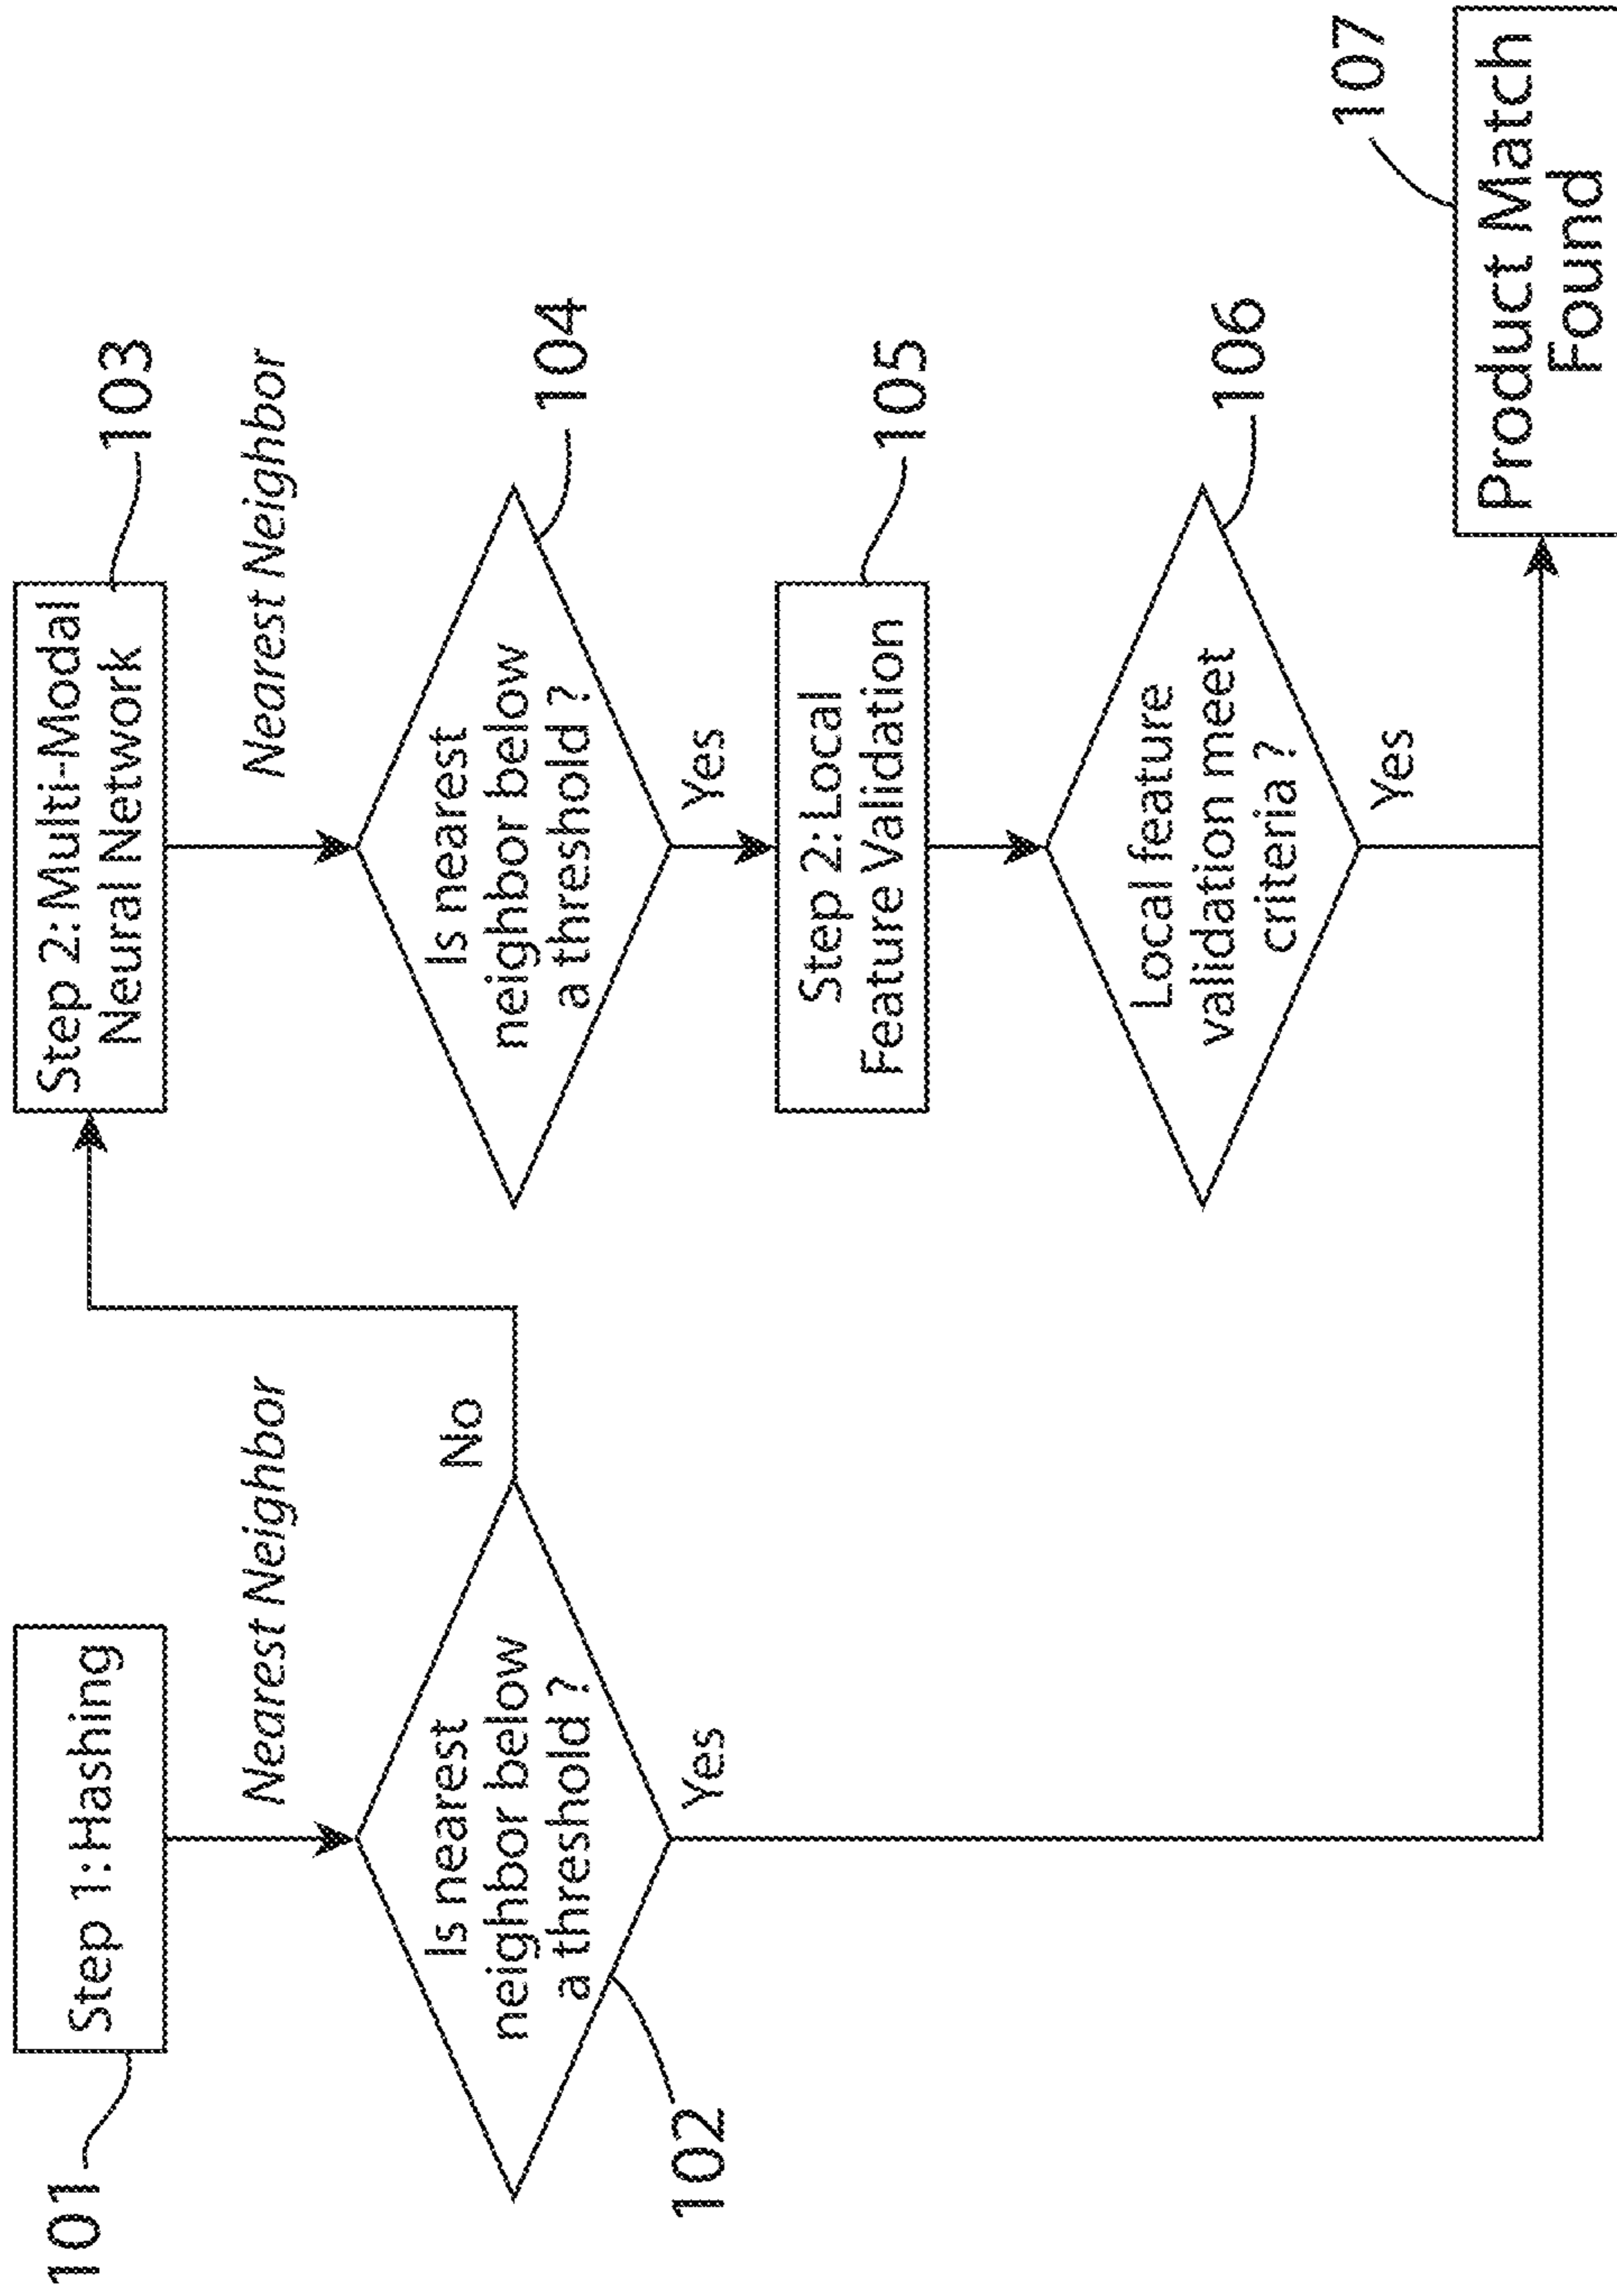 101
Step 1:Hashing
Nearest Neighbor
Is nearest
neighbor below
a threshold ?
102
No
Yes
Step 2:Multi-Modal
Neural Network
103
Nearest Neighbor
Is nearest
neighbor below
a threshold ?
104
Yes
Step 2:Local
Feature Validation
105
Local feature
validation meet
criteria ?
106
Yes
Product Match
Found
107